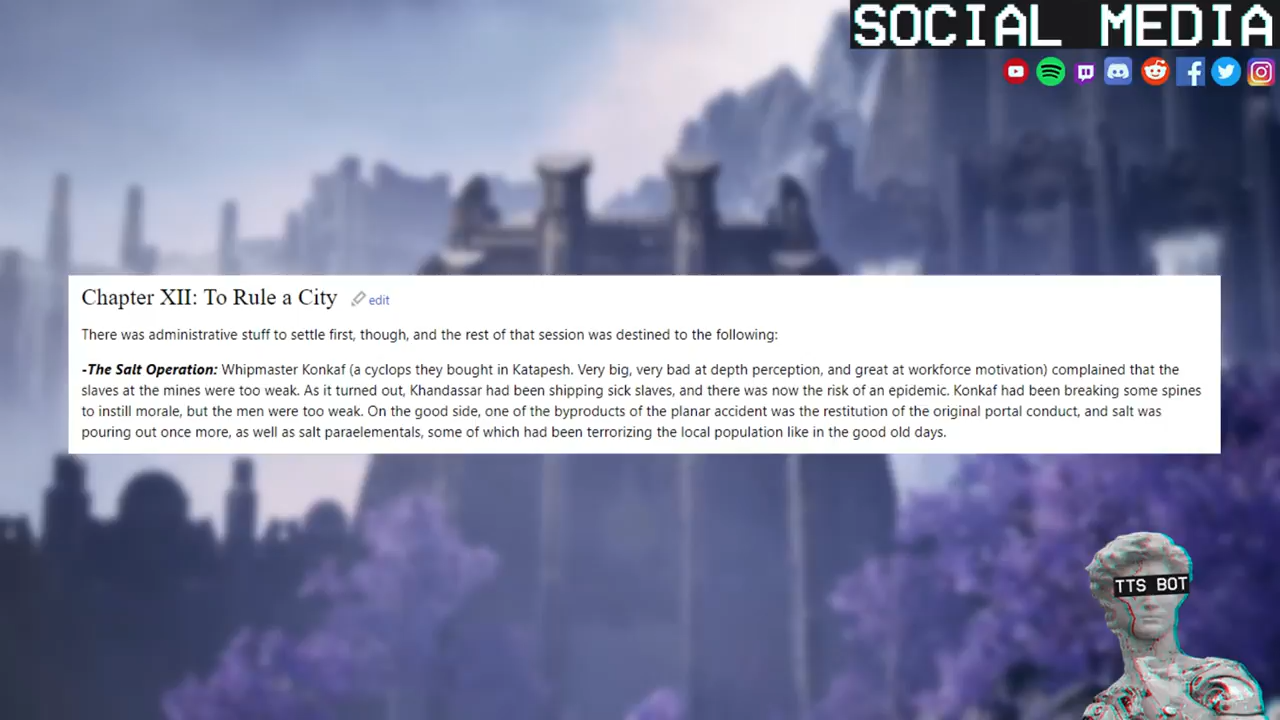 SOCIAL MEDIA
Chapter XII: To Rule a City edit
There was administrative stuff to settle first, though, and the rest of that session was destined to the following:
-The Salt Operation: Whipmaster Konkaf (a cyclops they bought in Katapesh. Very big, very bad at depth perception, and great at workforce motivation) complained that the
slaves at the mines were too weak. As it turned out, Khandassar had been shipping sick slaves, and there was now the risk of an epidemic. Konkaf had been breaking some spines
to instill morale, but the men were too weak. On the good side, one of the byproducts of the planar accident was the restitution of the original portal conduct, and salt was
pouring out once more, as well as salt paraelementals, some of which had been terrorizing the local population like in the good old days.
TTS BOT